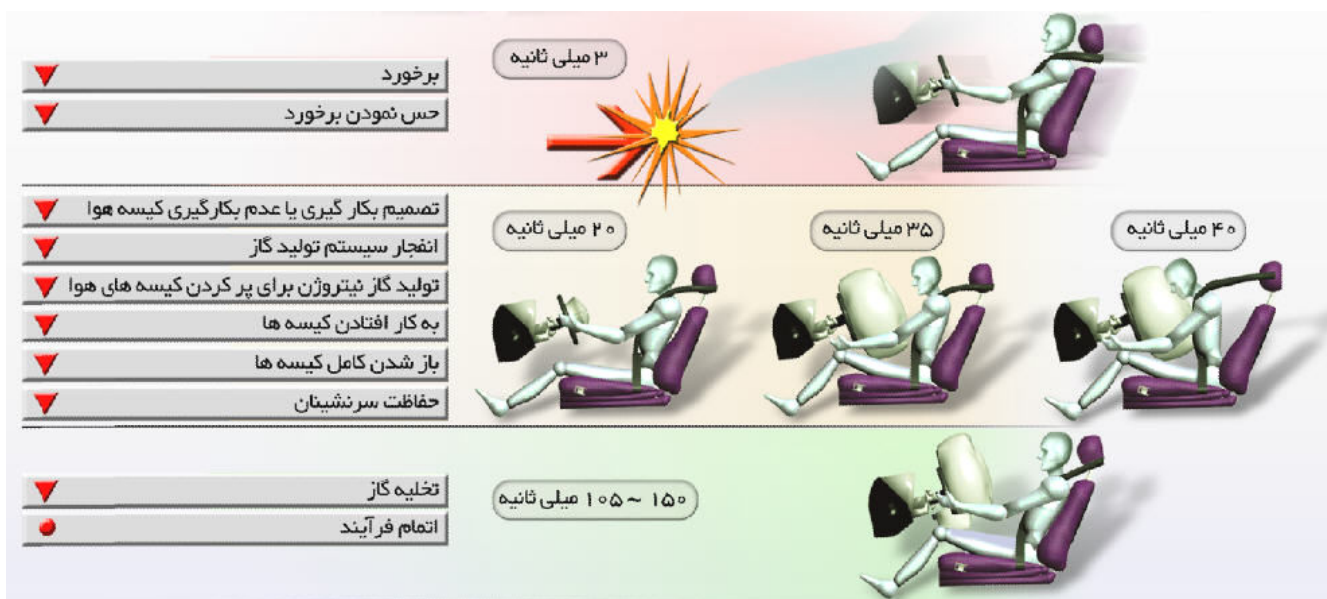 ۳ میلی ثانیه
برخورد
حس نمودن برخورد
تصمیم بکار گیری یا عدم بکارگیری کیسه هوا
انفجار سیستم تولید گاز
تولید گاز نیتروژن برای پر کردن کیسه های هوا
به کار افتادن کیسه ها
باز شدن کامل کیسه ها
حفاظت سرنشینان
۴۰ میلی ثانیه
۳۵ میلی ثانیه
۲۰ میلی ثانیه
تخلیه گاز
اتمام فرآیند
۱۰۵ ~ ۱۵۰ میلی ثانیه